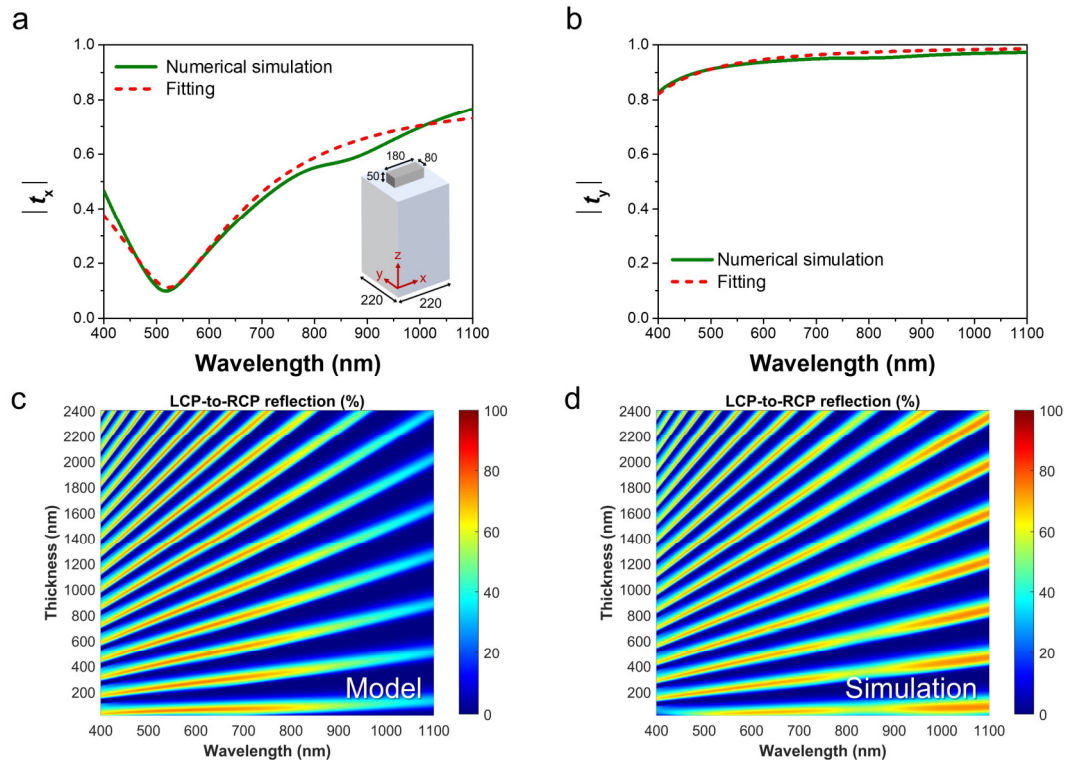 a
1.0
0.8
0.6
0.4
0.2
0.0
|tx|
Numerical simulation
Fitting
180
80
50
z
y
x
220
220
400 500 600 700 800 900 1000 1100
Wavelength (nm)
b
1.0
0.8
0.6
0.4
0.2
0.0
|ty|
Numerical simulation
Fitting
400 500 600 700 800 900 1000 1100
Wavelength (nm)
c
LCP-to-RCP reflection (%)
2400
2200
2000
1800
1600
1400
1200
1000
800
600
400
200
Thickness (nm)
Model
400 500 600 700 800 900 1000 1100
Wavelength (nm)
100
80
60
40
20
0
d
LCP-to-RCP reflection (%)
2400
2200
2000
1800
1600
1400
1200
1000
800
600
400
200
Thickness (nm)
Simulation
400 500 600 700 800 900 1000 1100
Wavelength (nm)
100
80
60
40
20
0